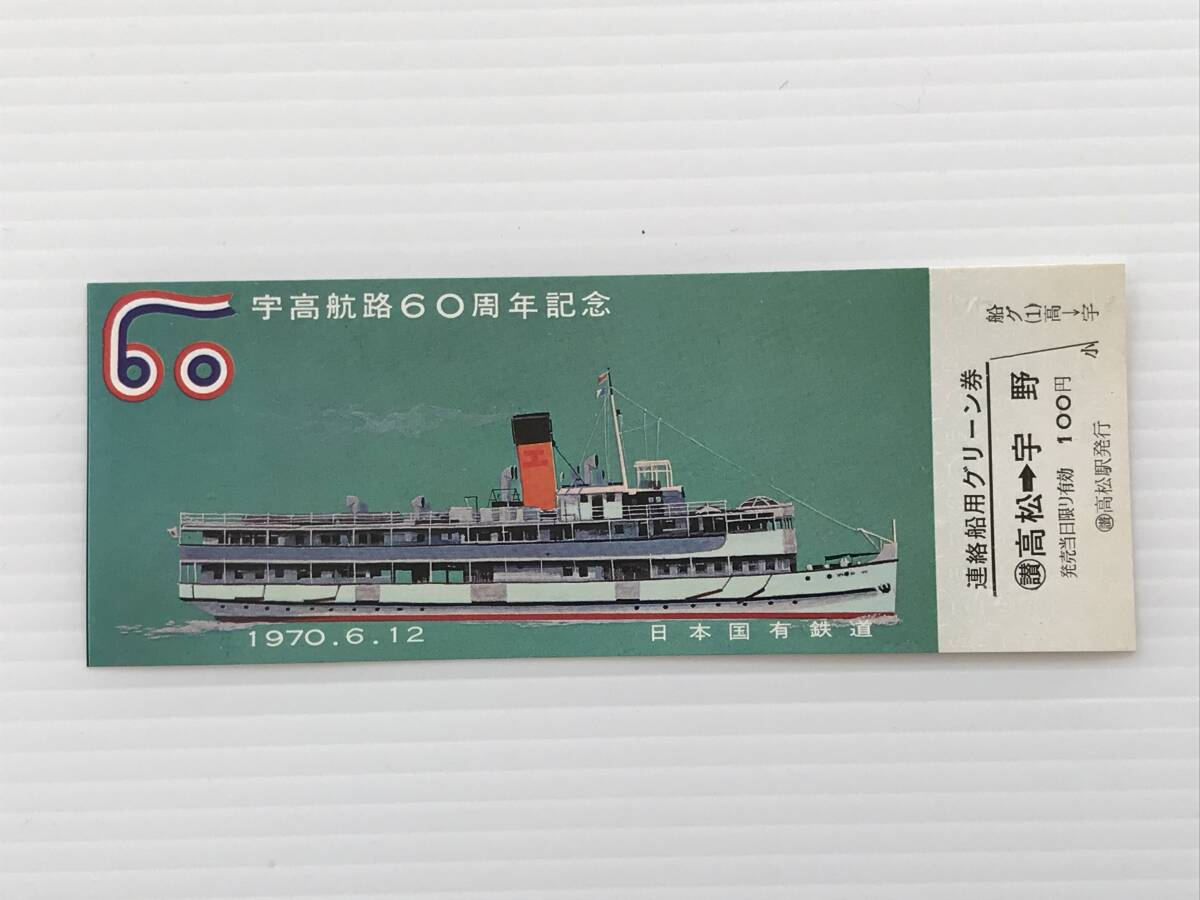 60
宇高航路60周年記念
H
1970.6.12
日本国有鉄道
船グ
(1)
高→宇
小
連絡船用グリーン券
(讃)高松➡宇野
発売当日限り有効 100円
(讃)高松駅発行